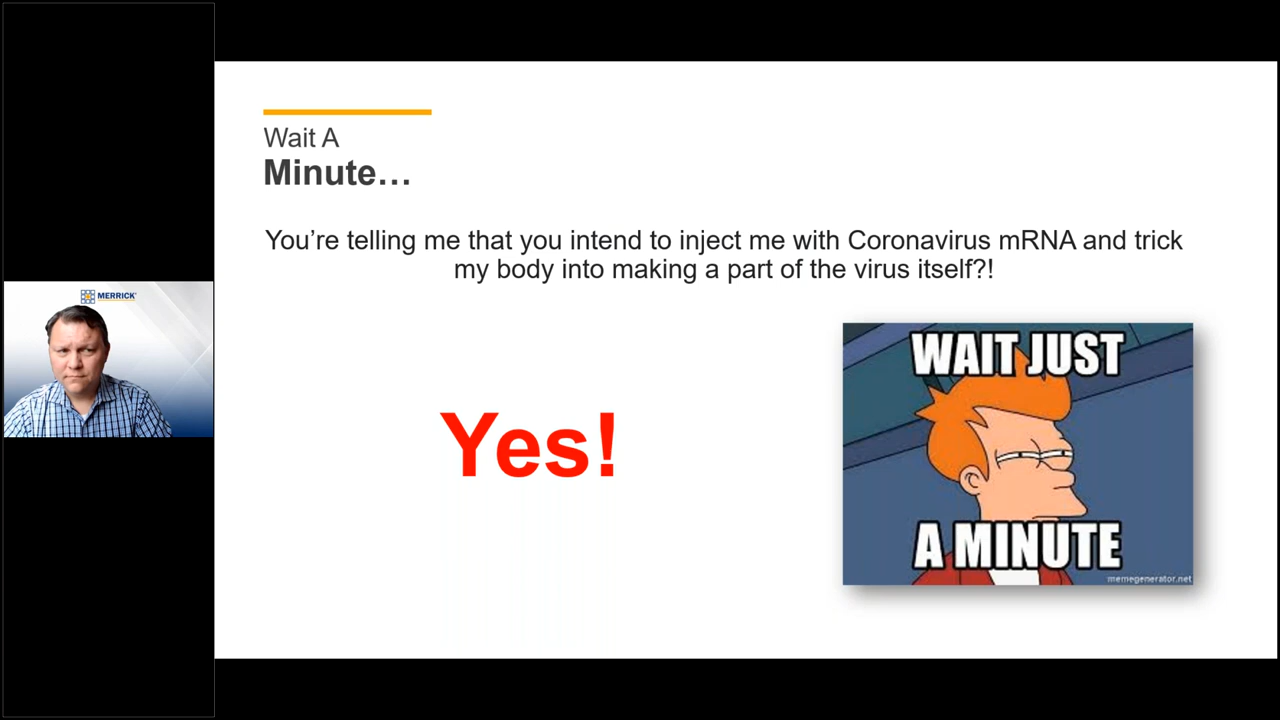 MERRICK
Wait A
Minute…
You’re telling me that you intend to inject me with Coronavirus mRNA and trick
my body into making a part of the virus itself?!
Yes!
WAIT JUST
A MINUTE
memegenerator.net